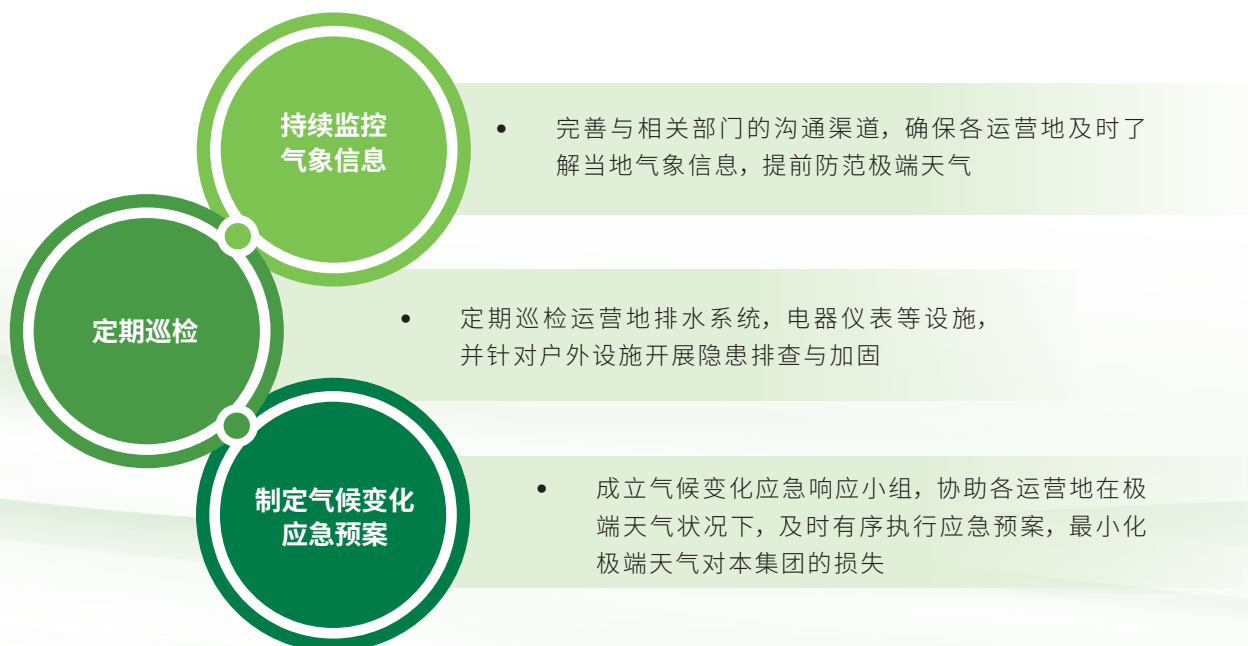 持续监控
气象信息
• 完善与相关部门的沟通渠道，确保各运营地及时了
解当地气象信息，提前防范极端天气
定期巡检
• 定期巡检运营地排水系统，电器仪表等设施，
并针对户外设施开展隐患排查与加固
制定气候变化
应急预案
• 成立气候变化应急响应小组，协助各运营地在极
端天气状况下，及时有序执行应急预案，最小化
极端天气对本集团的损失